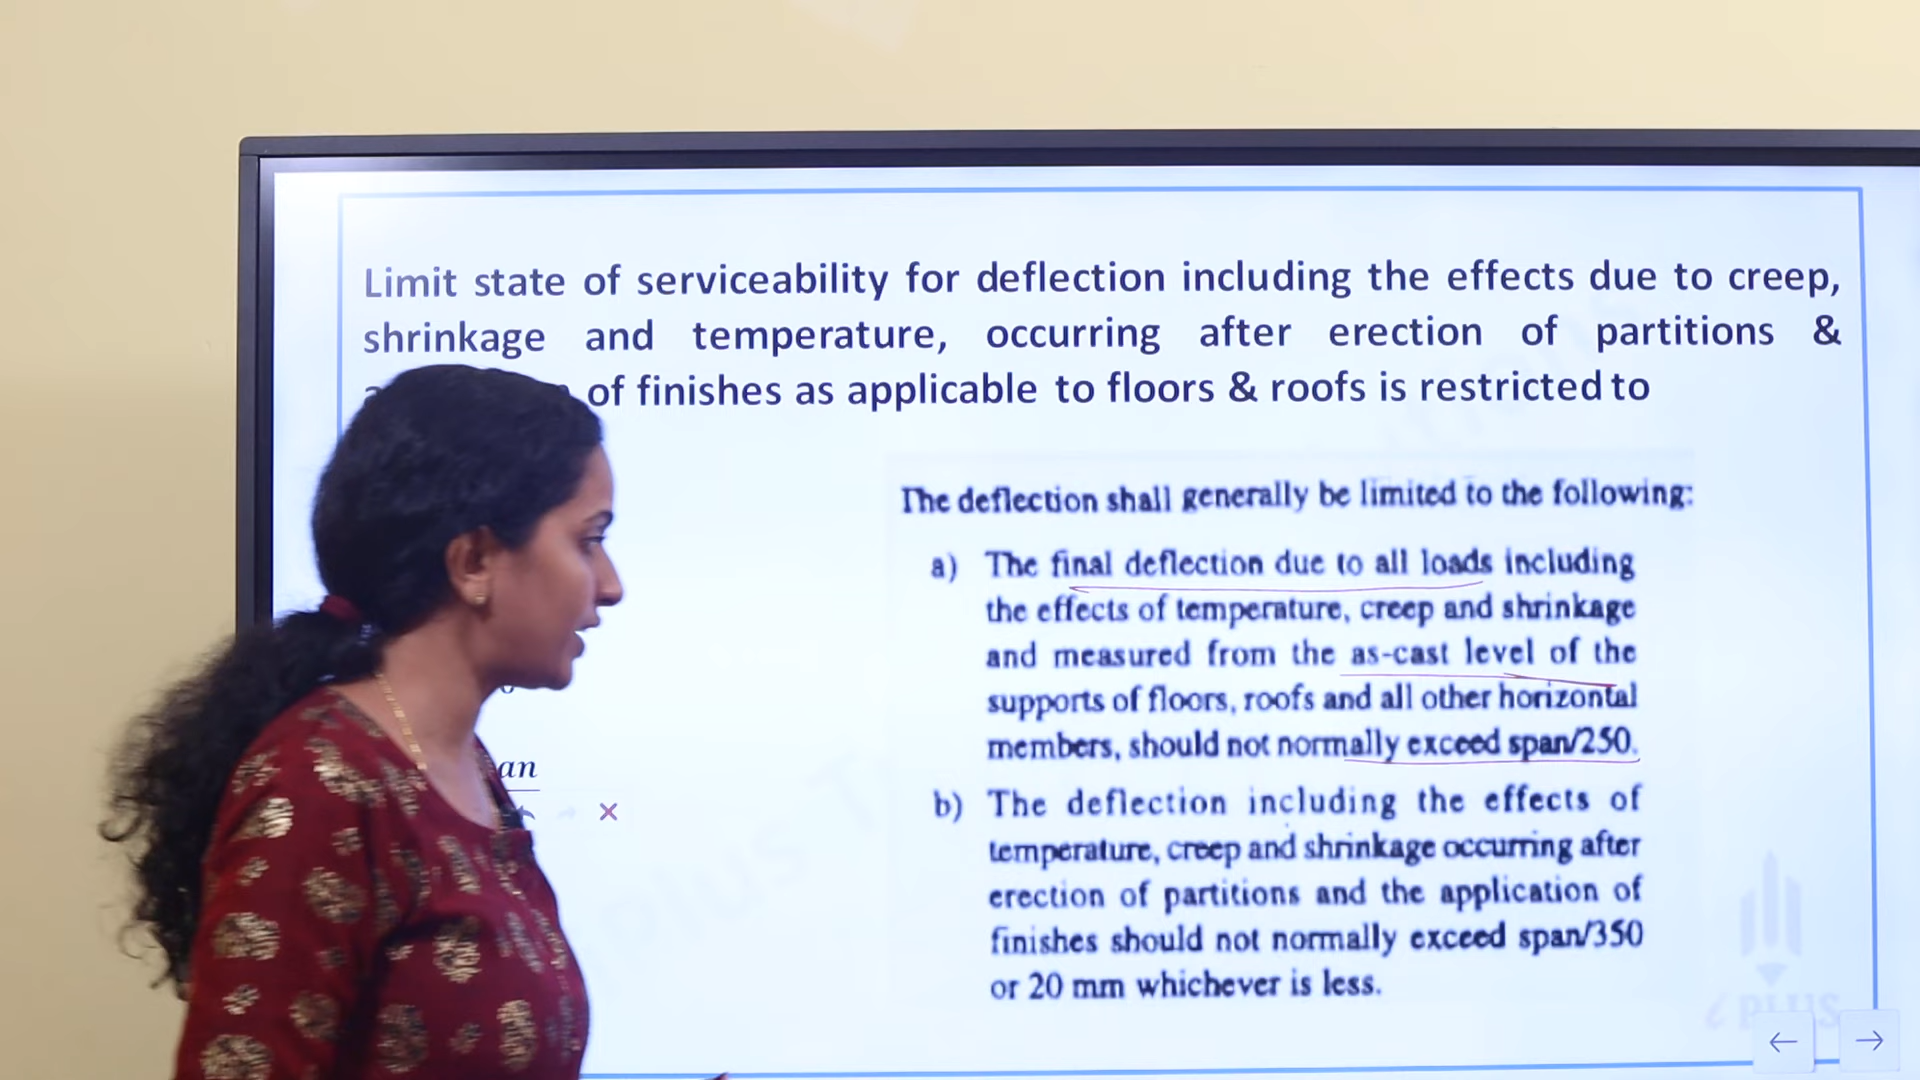 Limit state of serviceability for deflection including the effects due to creep,
shrinkage and temperature, occurring after erection of partitions &
of finishes as applicable to floors & roofs is restricted to
The deflection shall generally be limited to the following:
a) The final deflection due to all loads including
the effects of temperature, creep and shrinkage
and measured from the as-cast level of the
supports of floors, roofs and all other horizontal
members, should not normally exceed span/250.
an
b) The deflection including the effects of
temperature, creep and shrinkage occurring after
erection of partitions and the application of
finishes should not normally exceed span/350
or 20 mm whichever is less.
i PLUS